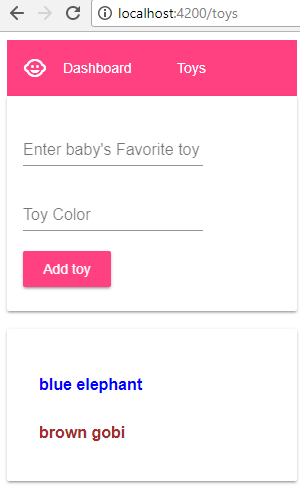 localhost:4200/toys
Dashboard Toys
Enter baby's Favorite toy
Toy Color
Add toy
blue elephant
brown gobi